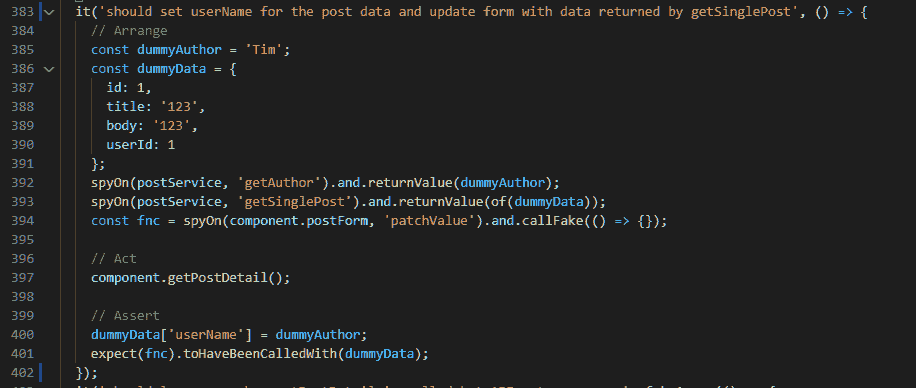 383 it('should set userName for the post data and update form with data returned by getSinglePost', () => {
384 // Arrange
385 const dummyAuthor = 'Tim';
386 const dummyData = {
387 id: 1,
388 title: '123',
389 body: '123',
390 userId: 1
391 };
392 spyOn(postService, 'getAuthor').and.returnValue(dummyAuthor);
393 spyOn(postService, 'getSinglePost').and.returnValue(of(dummyData));
394 const fnc = spyOn(component.postForm, 'patchValue').and.callFake(() => {});
395
396 // Act
397 component.getPostDetail();
398
399 // Assert
400 dummyData['userName'] = dummyAuthor;
401 expect(fnc).toHaveBeenCalledWith(dummyData);
402 });